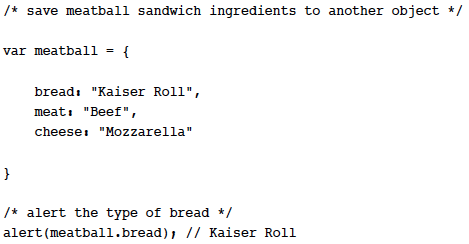 /* save meatball sandwich ingredients to another object */
var meatball = {
bread: "Kaiser Roll",
meat: "Beef",
cheese: "Mozzarella"
}
/* alert the type of bread */
alert(meatball.bread); // Kaiser Roll